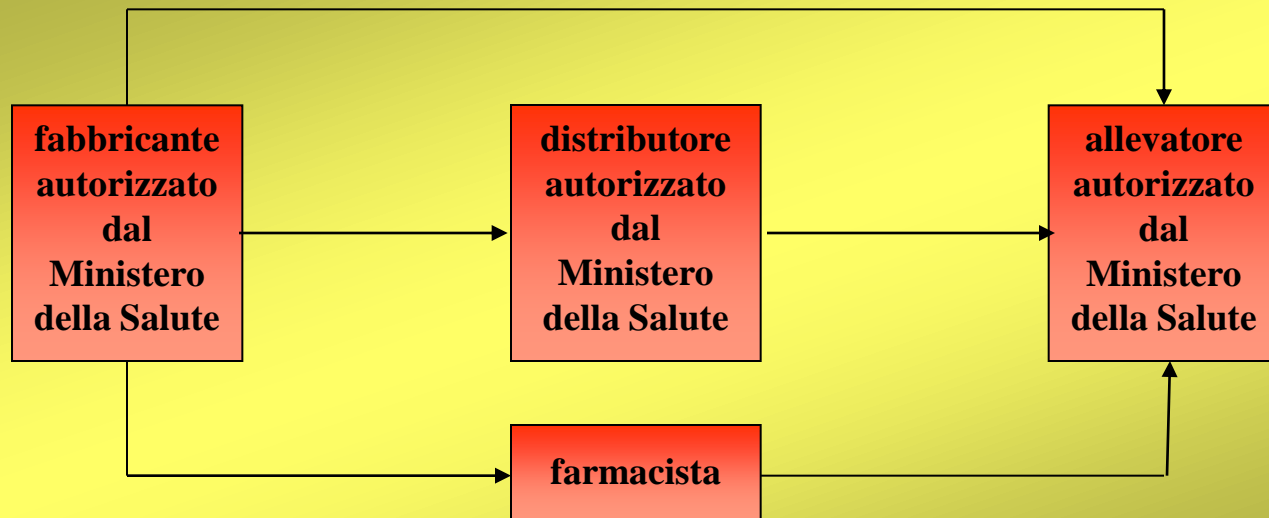 fabbricante
autorizzato
dal
Ministero
della Salute
distributore
autorizzato
dal
Ministero
della Salute
allevatore
autorizzato
dal
Ministero
della Salute
farmacista